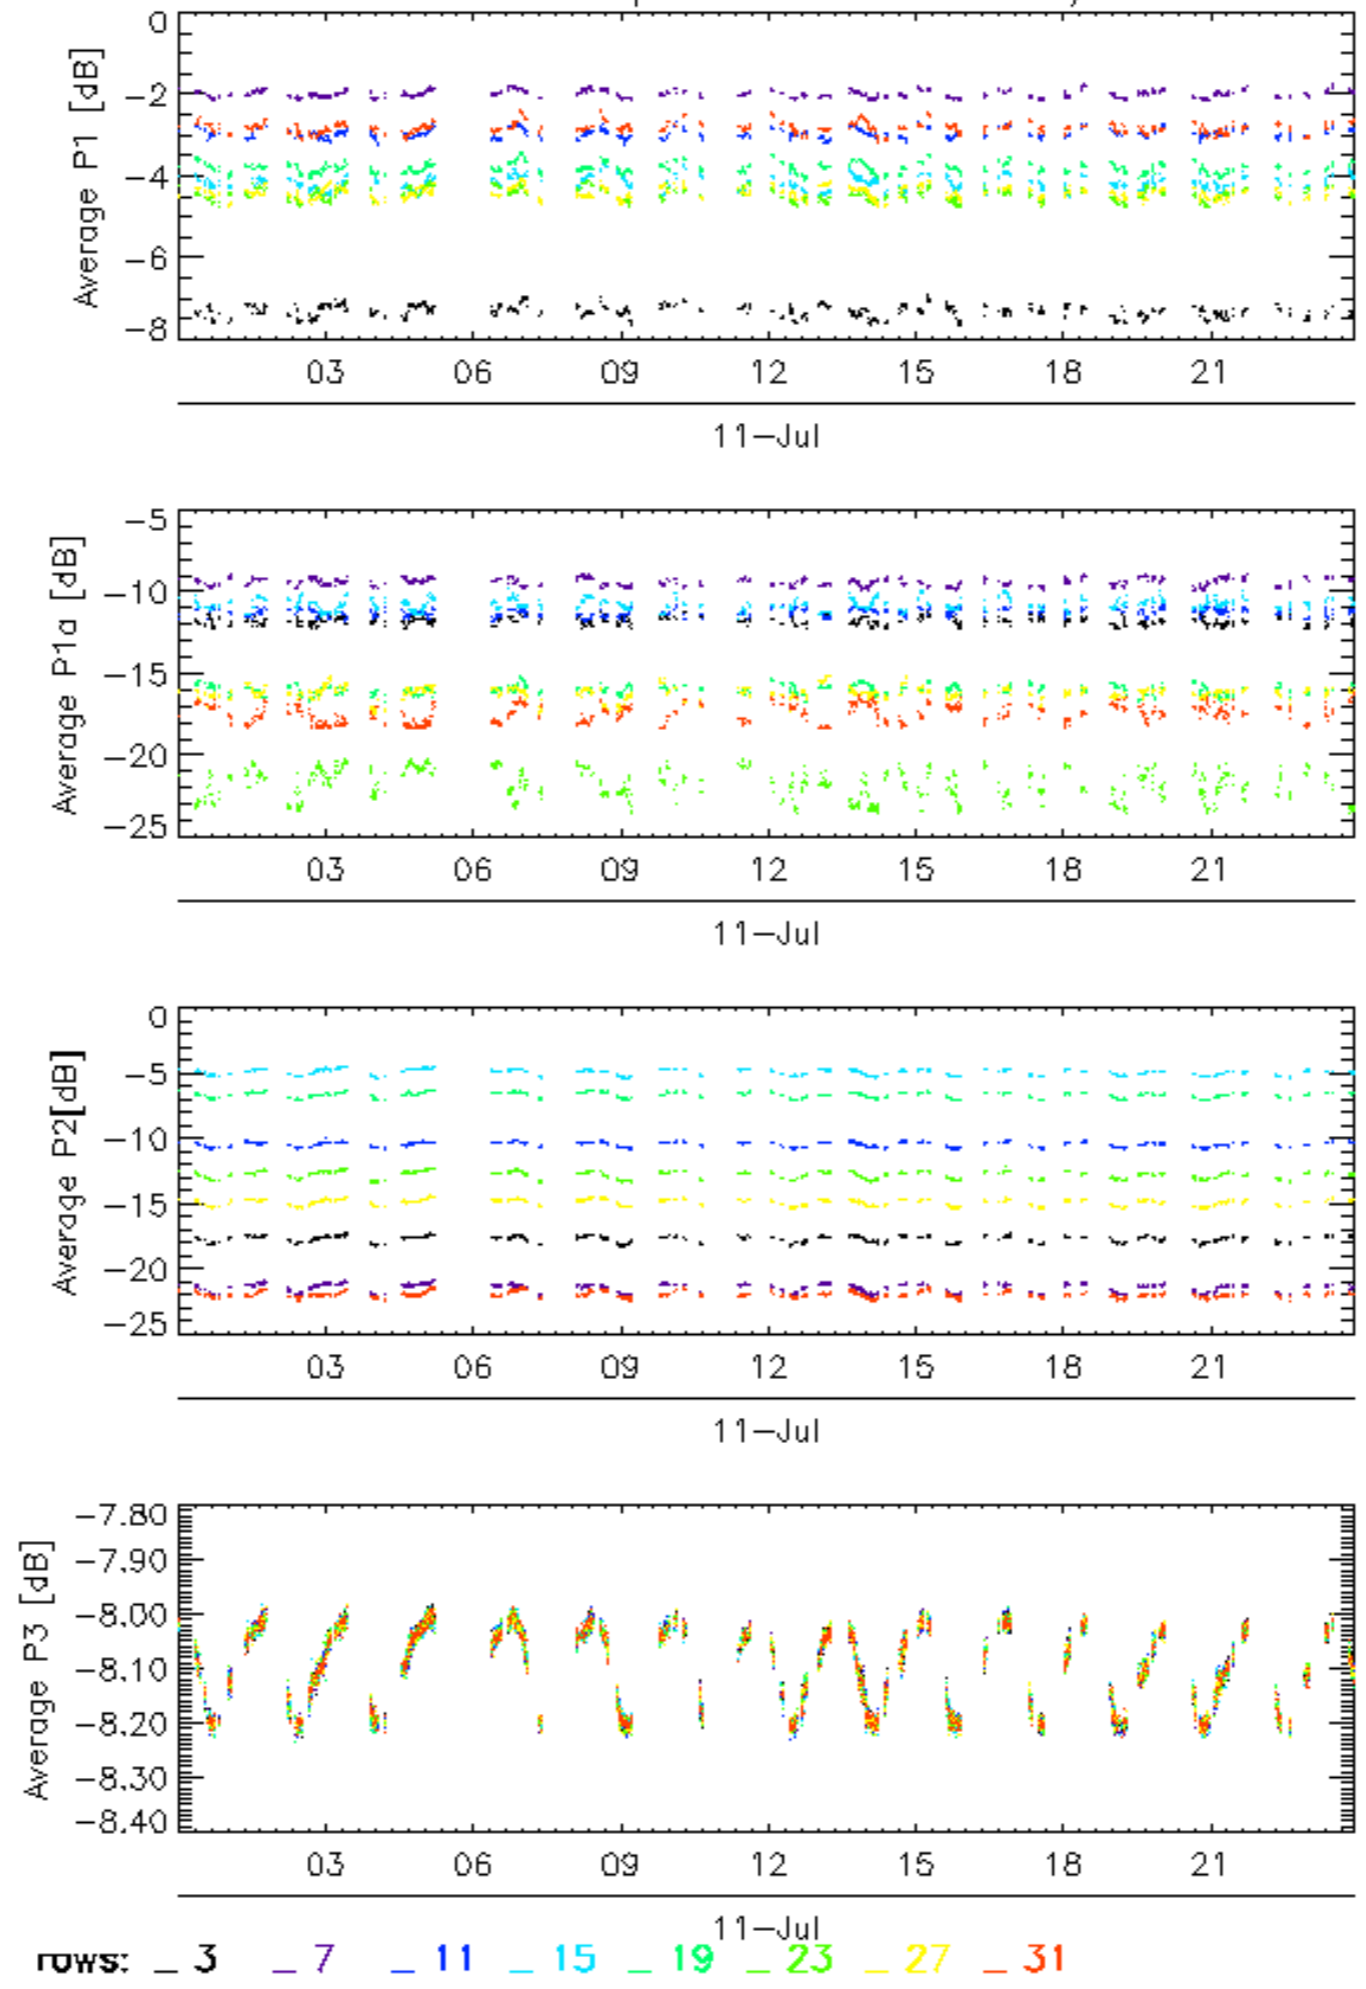 0
−2
−4
−6
−8
Average P1 [dB]
03 06 09 12 15 18 21
11−Jul
−5
−10
−15
−20
−25
Average P1a [dB]
03 06 09 12 15 18 21
11−Jul
0
−5
−10
−15
−20
−25
Average P2[dB]
03 06 09 12 15 18 21
11−Jul
−7.80
−7.90
−8.00
−8.10
−8.20
−8.30
−8.40
Average P3 [dB]
03 06 09 12 15 18 21
11−Jul
rows: _ 3 _ 7 _ 11 _ 15 _ 19 _ 23 _ 27 _ 31